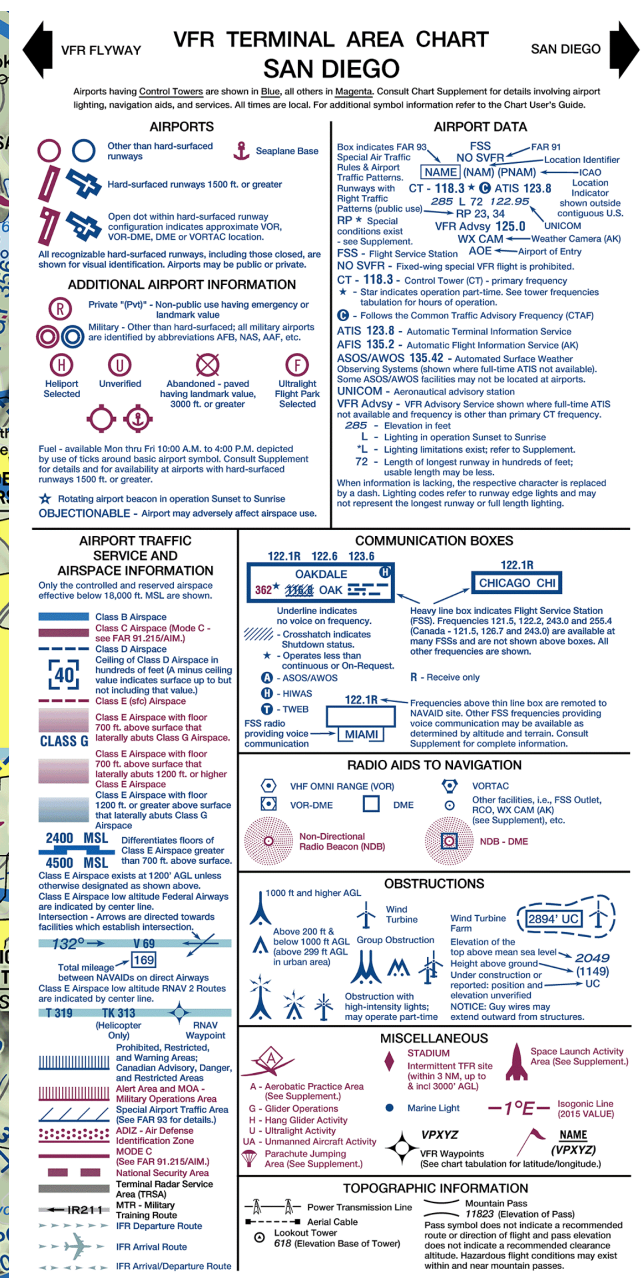 VFR FLYWAY
VFR TERMINAL AREA CHART
SAN DIEGO
SAN DIEGO
Airports having Control Towers are shown in Blue, all others in Magenta. Consult Chart Supplement for details involving airport
lighting, navigation aids, and services. All times are local. For additional symbol information refer to the Chart User's Guide.
AIRPORTS
Other than hard-surfaced
runways
Seaplane Base
Hard-surfaced runways 1500 ft. or greater
Open dot within hard-surfaced runway
configuration indicates approximate VOR,
VOR-DME, DME or VORTAC location.
All recognizable hard-surfaced runways, including those closed, are
shown for visual identification. Airports may be public or private.
ADDITIONAL AIRPORT INFORMATION
R
Private "(Pvt)" - Non-public use having emergency or
landmark value
Military - Other than hard-surfaced; all military airports
are identified by abbreviations AFB, NAS, AAF, etc.
H
Heliport
Selected
U
Unverified
Abandoned - paved
having landmark value,
3000 ft. or greater
F
Ultralight
Flight Park
Selected
Fuel - available Mon thru Fri 10:00 A.M. to 4:00 P.M. depicted
by use of ticks around basic airport symbol. Consult Supplement
for details and for availability at airports with hard-surfaced
runways 1500 ft. or greater.
Rotating airport beacon in operation Sunset to Sunrise
OBJECTIONABLE - Airport may adversely affect airspace use.
AIRPORT DATA
Box indicates FAR 93
Special Air Traffic
Rules & Airport
Traffic Patterns.
Runways with
Right Traffic
Patterns (public use)
RP ★ Special
conditions exist
- see Supplement.
FSS
NO SVFR
FAR 91
Location Identifier
NAME (NAM) (PNAM)
ICAO
Location
Indicator
shown outside
contiguous U.S.
CT - 118.3 ★ C ATIS 123.8
285 L 72 122.95
RP 23, 34
UNICOM
VFR Advsy 125.0
WX CAM
Weather Camera (AK)
AOE
Airport of Entry
FSS - Flight Service Station
NO SVFR - Fixed-wing special VFR flight is prohibited.
CT - 118.3 - Control Tower (CT) - primary frequency
★ - Star indicates operation part-time. See tower frequencies
tabulation for hours of operation.
C - Follows the Common Traffic Advisory Frequency (CTAF)
ATIS 123.8 - Automatic Terminal Information Service
AFIS 135.2 - Automatic Flight Information Service (AK)
ASOS/AWOS 135.42 - Automated Surface Weather
Observing Systems (shown where full-time ATIS not available).
Some ASOS/AWOS facilities may not be located at airports.
UNICOM - Aeronautical advisory station
VFR Advsy - VFR Advisory Service shown where full-time ATIS
not available and frequency is other than primary CT frequency.
285 - Elevation in feet
L - Lighting in operation Sunset to Sunrise
*L - Lighting limitations exist; refer to Supplement.
72 - Length of longest runway in hundreds of feet;
usable length may be less.
When information is lacking, the respective character is replaced
by a dash. Lighting codes refer to runway edge lights and may
not represent the longest runway or full length lighting.
AIRPORT TRAFFIC
SERVICE AND
AIRSPACE INFORMATION
Only the controlled and reserved airspace
effective below 18,000 ft. MSL are shown.
Class B Airspace
Class C Airspace (Mode C -
see FAR 91.215/AIM.)
Class D Airspace
40
Ceiling of Class D Airspace in
hundreds of feet (A minus ceiling
value indicates surface up to but
not including that value.)
Class E (sfc) Airspace
CLASS G
Class E Airspace with floor
700 ft. above surface that
laterally abuts Class G Airspace.
Class E Airspace with floor
700 ft. above surface that
laterally abuts 1200 ft. or higher
Class E Airspace
Class E Airspace with floor
1200 ft. or greater above surface
that laterally abuts Class G
Airspace
2400 MSL
4500 MSL
Differentiates floors of
Class E Airspace greater
than 700 ft. above surface.
Class E Airspace exists at 1200' AGL unless
otherwise designated as shown above.
Class E Airspace low altitude Federal Airways
are indicated by center line.
Intersection - Arrows are directed towards
facilities which establish intersection.
132°
V 69
169
Total mileage
between NAVAIDs on direct Airways
Class E Airspace low altitude RNAV 2 Routes
are indicated by center line.
T 319
TK 313
(Helicopter
Only)
RNAV
Waypoint
Prohibited, Restricted,
and Warning Areas;
Canadian Advisory, Danger,
and Restricted Areas
Alert Area and MOA -
Military Operations Area
Special Airport Traffic Area
(See FAR 93 for details.)
ADIZ - Air Defense
Identification Zone
MODE C
(See FAR 91.215/AIM.)
National Security Area
Terminal Radar Service
Area (TRSA)
IR211
MTR - Military
Training Route
IFR Departure Route
IFR Arrival Route
IFR Arrival/Departure Route
COMMUNICATION BOXES
122.1R 122.6 123.6
OAKDALE
H
362★ 116.8 OAK
122.1R
CHICAGO CHI
Underline indicates
no voice on frequency.
- Crosshatch indicates
Shutdown status.
★ - Operates less than
continuous or On-Request.
A - ASOS/AWOS
H - HIWAS
T - TWEB
Heavy line box indicates Flight Service Station
(FSS). Frequencies 121.5, 122.2, 243.0 and 255.4
(Canada - 121.5, 126.7 and 243.0) are available at
many FSSs and are not shown above boxes. All
other frequencies are shown.
R - Receive only
122.1R
FSS radio
providing voice
communication
MIAMI
Frequencies above thin line box are remoted to
NAVAID site. Other FSS frequencies providing
voice communication may be available as
determined by altitude and terrain. Consult
Supplement for complete information.
RADIO AIDS TO NAVIGATION
VHF OMNI RANGE (VOR)
VORTAC
VOR-DME
DME
Other facilities, i.e., FSS Outlet,
RCO, WX CAM (AK)
(see Supplement), etc.
Non-Directional
Radio Beacon (NDB)
NDB - DME
OBSTRUCTIONS
1000 ft and higher AGL
Above 200 ft &
below 1000 ft AGL
(above 299 ft AGL
in urban area)
Wind
Turbine
Group Obstruction
Obstruction with
high-intensity lights;
may operate part-time
Wind Turbine
Farm
2894' UC
Elevation of the
top above mean sea level
2049
Height above ground
(1149)
Under construction or
reported: position and
elevation unverified
UC
NOTICE: Guy wires may
extend outward from structures.
MISCELLANEOUS
A
A - Aerobatic Practice Area
(See Supplement.)
G - Glider Operations
H - Hang Glider Activity
U - Ultralight Activity
UA - Unmanned Aircraft Activity
Parachute Jumping
Area (See Supplement.)
STADIUM
Intermittent TFR site
(within 3 NM, up to
& incl 3000' AGL)
Marine Light
VPXYZ
VFR Waypoints
(See chart tabulation for latitude/longitude.)
Space Launch Activity
Area (See Supplement.)
1°E
Isogonic Line
(2015 VALUE)
NAME
(VPXYZ)
TOPOGRAPHIC INFORMATION
Power Transmission Line
Aerial Cable
Lookout Tower
618 (Elevation Base of Tower)
Mountain Pass
11823 (Elevation of Pass)
Pass symbol does not indicate a recommended
route or direction of flight and pass elevation
does not indicate a recommended clearance
altitude. Hazardous flight conditions may exist
within and near mountain passes.